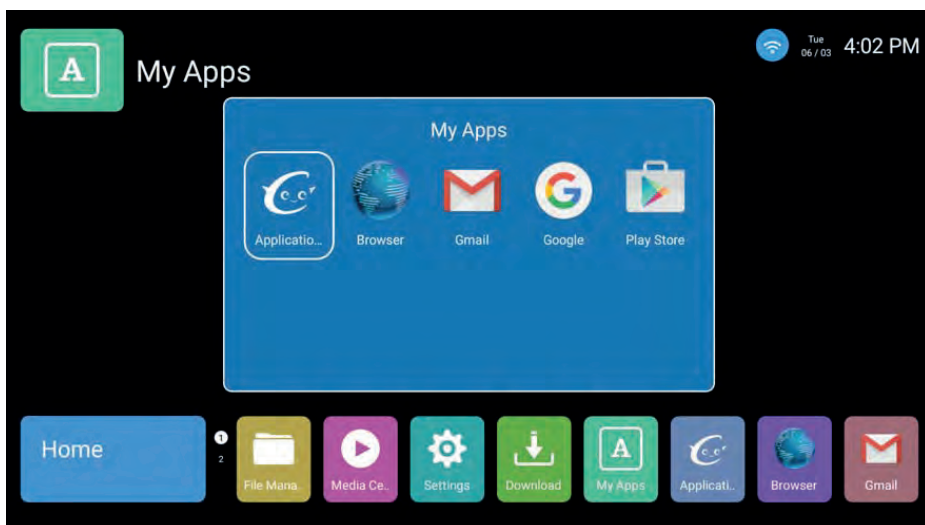 A
My Apps
Tue
06 / 03
4:02 PM
My Apps
Applicatio...
Browser
Gmail
Google
Play Store
Home
1
2
File Mana..
Media Ce..
Settings
Download
A
My Apps
Applicati..
Browser
Gmail